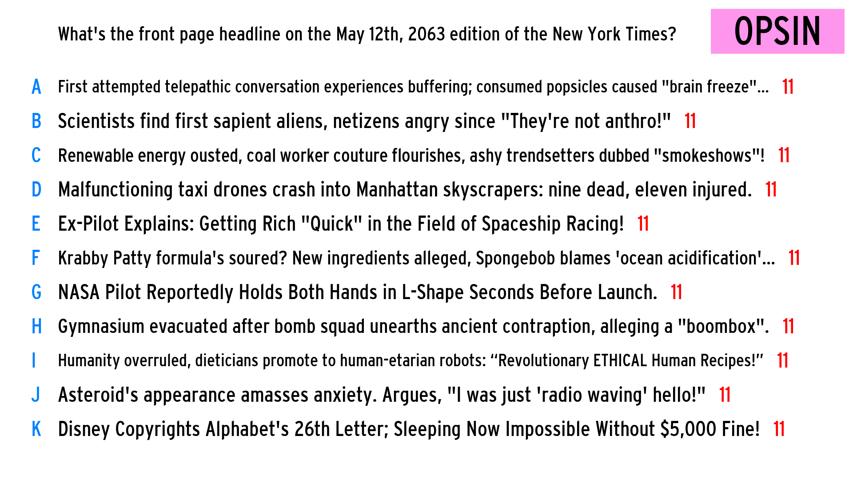 What's the front page headline on the May 12th, 2063 edition of the New York Times?
OPSIN
A First attempted telepathic conversation experiences buffering; consumed popsicles caused "brain freeze"... 11
B Scientists find first sapient aliens, netizens angry since "They're not anthro!" 11
C Renewable energy ousted, coal worker couture flourishes, ashy trendsetters dubbed "smokeshows"! 11
D Malfunctioning taxi drones crash into Manhattan skyscrapers: nine dead, eleven injured. 11
E Ex-Pilot Explains: Getting Rich "Quick" in the Field of Spaceship Racing! 11
F Krabby Patty formula's soured? New ingredients alleged, Spongebob blames 'ocean acidification'... 11
G NASA Pilot Reportedly Holds Both Hands in L-Shape Seconds Before Launch. 11
H Gymnasium evacuated after bomb squad unearths ancient contraption, alleging a "boombox". 11
I Humanity overruled, dieticians promote to human-etarian robots: “Revolutionary ETHICAL Human Recipes!” 11
J Asteroid's appearance amasses anxiety. Argues, "I was just 'radio waving' hello!" 11
K Disney Copyrights Alphabet's 26th Letter; Sleeping Now Impossible Without $5,000 Fine! 11